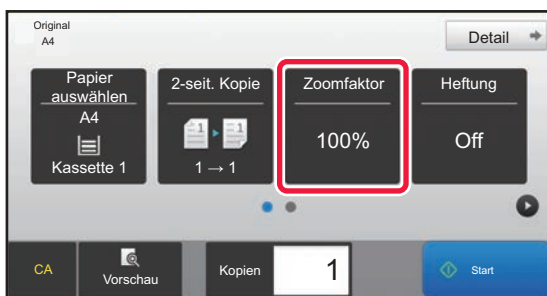 Original
A4
Detail
Papier
auswählen
A4
Kassette 1
2-seit. Kopie
1 → 1
Zoomfaktor
100%
Heftung
Off
CA
Vorschau
Kopien
1
Start